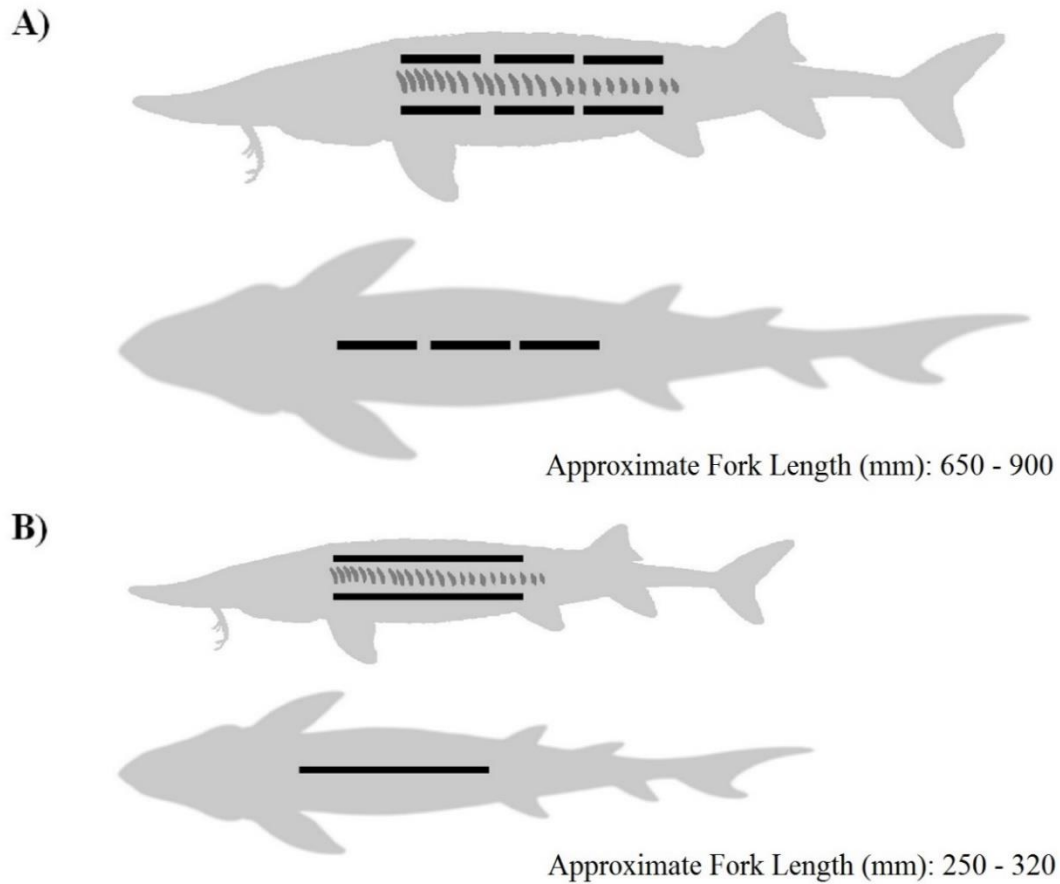 A)
Approximate Fork Length (mm): 650 - 900
B)
Approximate Fork Length (mm): 250 - 320